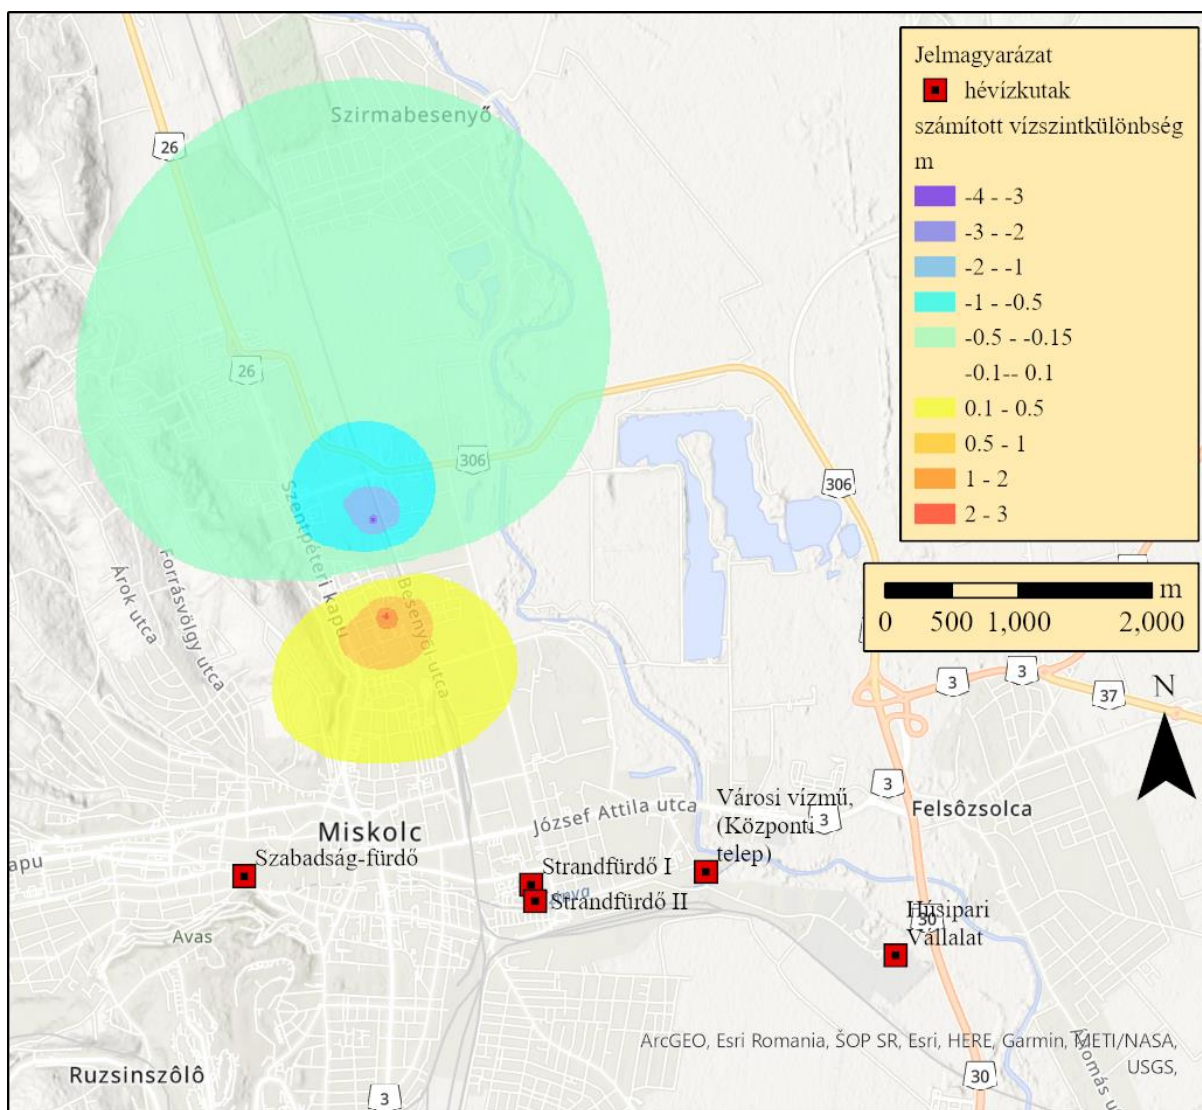 Jelmagyarázat
hévízkutak
számított vízszintkülönbség
m
-4 - -3
-3 - -2
-2 - -1
-1 - -0.5
-0.5 - -0.15
-0.1-- 0.1
0.1 - 0.5
0.5 - 1
1 - 2
2 - 3
m
0 500 1,000 2,000
N
Szirmabesenyő
26
26
306
306
Szentpéteri kapu
Besenyői utca
Forrásvölgy utca
Árok utca
3
3
37
3
Felsôzsolca
József Attila utca
3
Városi vízmű,
(Központi
telep)
Miskolc
apu
Szabadság-fürdő
Strandfürdő I
Strandfürdő II
Húsipari
Vállalat
30
Avas
Ruzsinszôlô
3
30
ArcGEO, Esri Romania, ŠOP SR, Esri, HERE, Garmin, METI/NASA,
USGS,